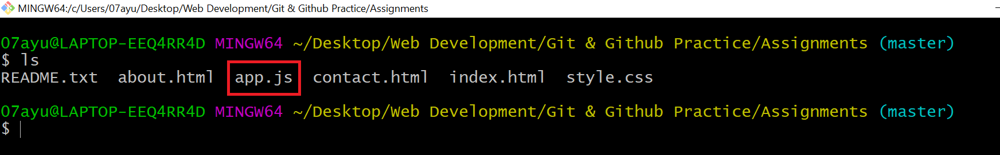 MINGW64:/c/Users/07ayu/Desktop/Web Development/Git & Github Practice/Assignments
07ayu@LAPTOP-EEQ4RR4D MINGW64 ~/Desktop/Web Development/Git & Github Practice/Assignments (master)
$ ls
README.txt  about.html  app.js  contact.html  index.html  style.css
07ayu@LAPTOP-EEQ4RR4D MINGW64 ~/Desktop/Web Development/Git & Github Practice/Assignments (master)
$